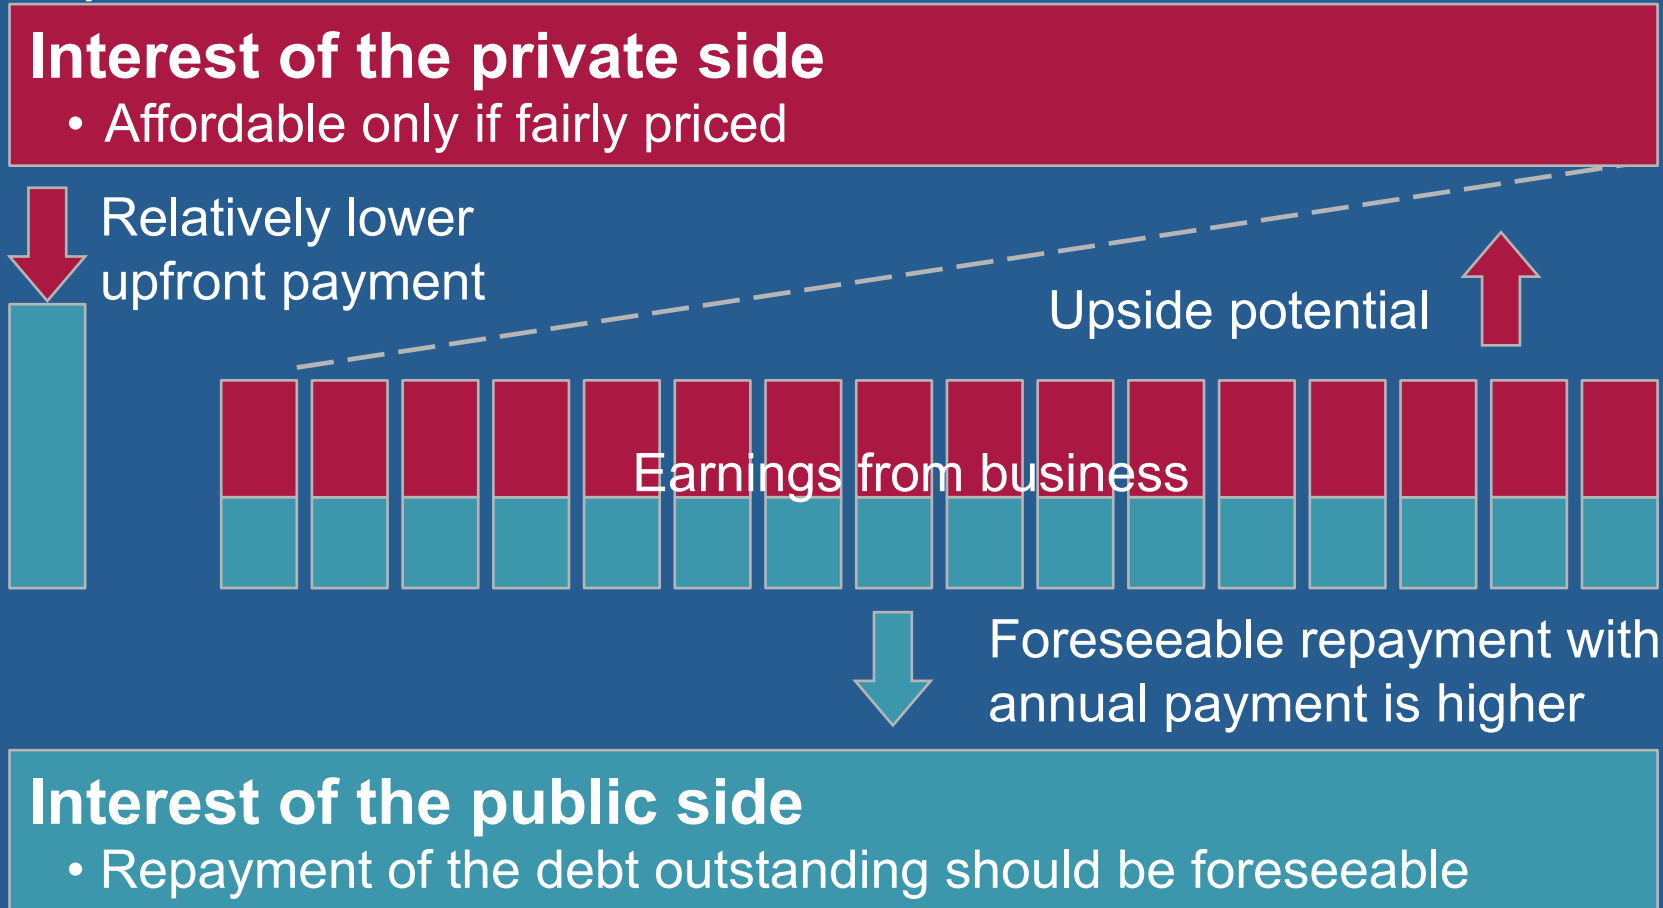 Interest of the private side
• Affordable only if fairly priced
Relatively lower
upfront payment
Upside potential
Earnings from business
Foreseeable repayment with
annual payment is higher
Interest of the public side
• Repayment of the debt outstanding should be foreseeable